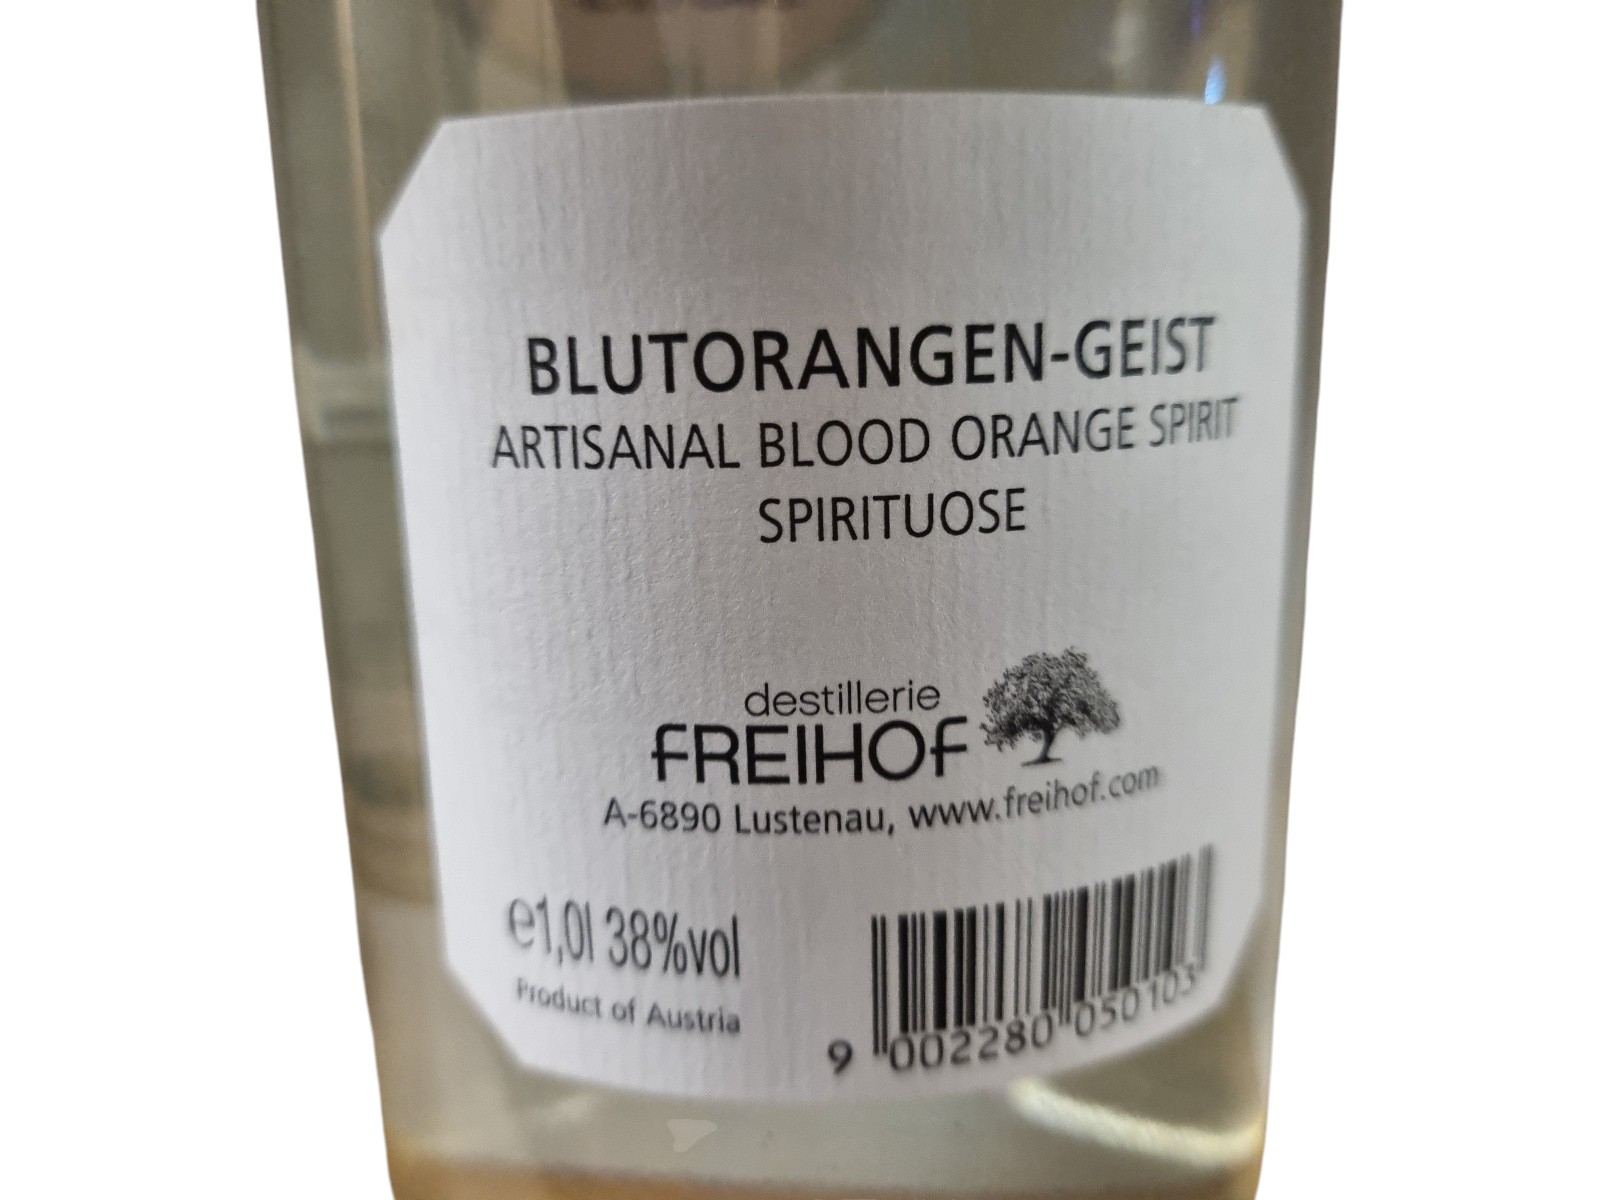 BLUTORANGEN-GEIST
ARTISANAL BLOOD ORANGE SPIRIT
SPIRITUOSE
destillerie
FREIHOF
A-6890 Lustenau, www.freihof.com
℮1,0l 38%vol
Product of Austria
9 002280 050103